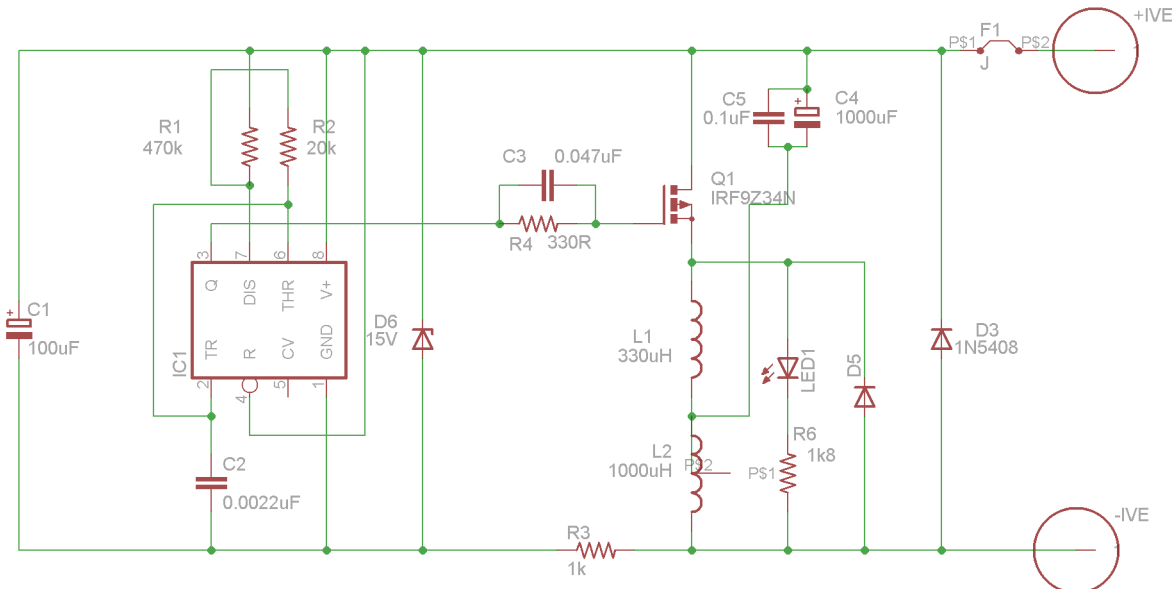 +IVE
F1
P$1
P$2
J
R1
470k
R2
20k
C5
0.1uF
C4
1000uF
+
C3
0.047uF
Q1
IRF9Z34N
R4
330R
3
7
6
8
Q
DIS
THR
V+
+
C1
100uF
D6
15V
L1
330uH
LED1
D5
D3
1N5408
IC1
TR
R
CV
GND
2
4
5
1
R6
1k8
L2
1000uH
P$2
P$1
C2
0.0022uF
R3
1k
-IVE